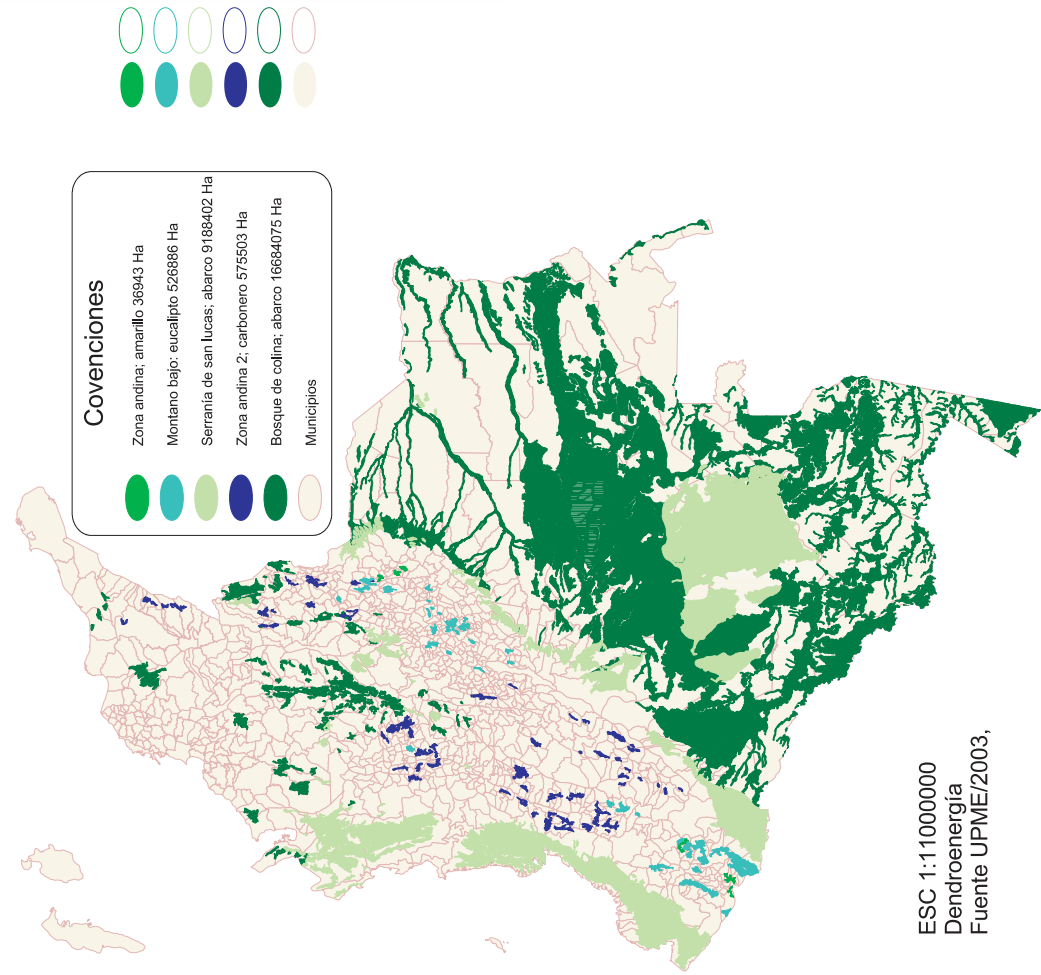 Covenciones
Zona andina; amarillo 36943 Ha
Montano bajo: eucalipto 526886 Ha
Serranía de san lucas; abarco 9188402 Ha
Zona andina 2; carbonero 575503 Ha
Bosque de colina; abarco 16684075 Ha
Municipios
ESC 1:11000000
Dendroenergía
Fuente UPME/2003,